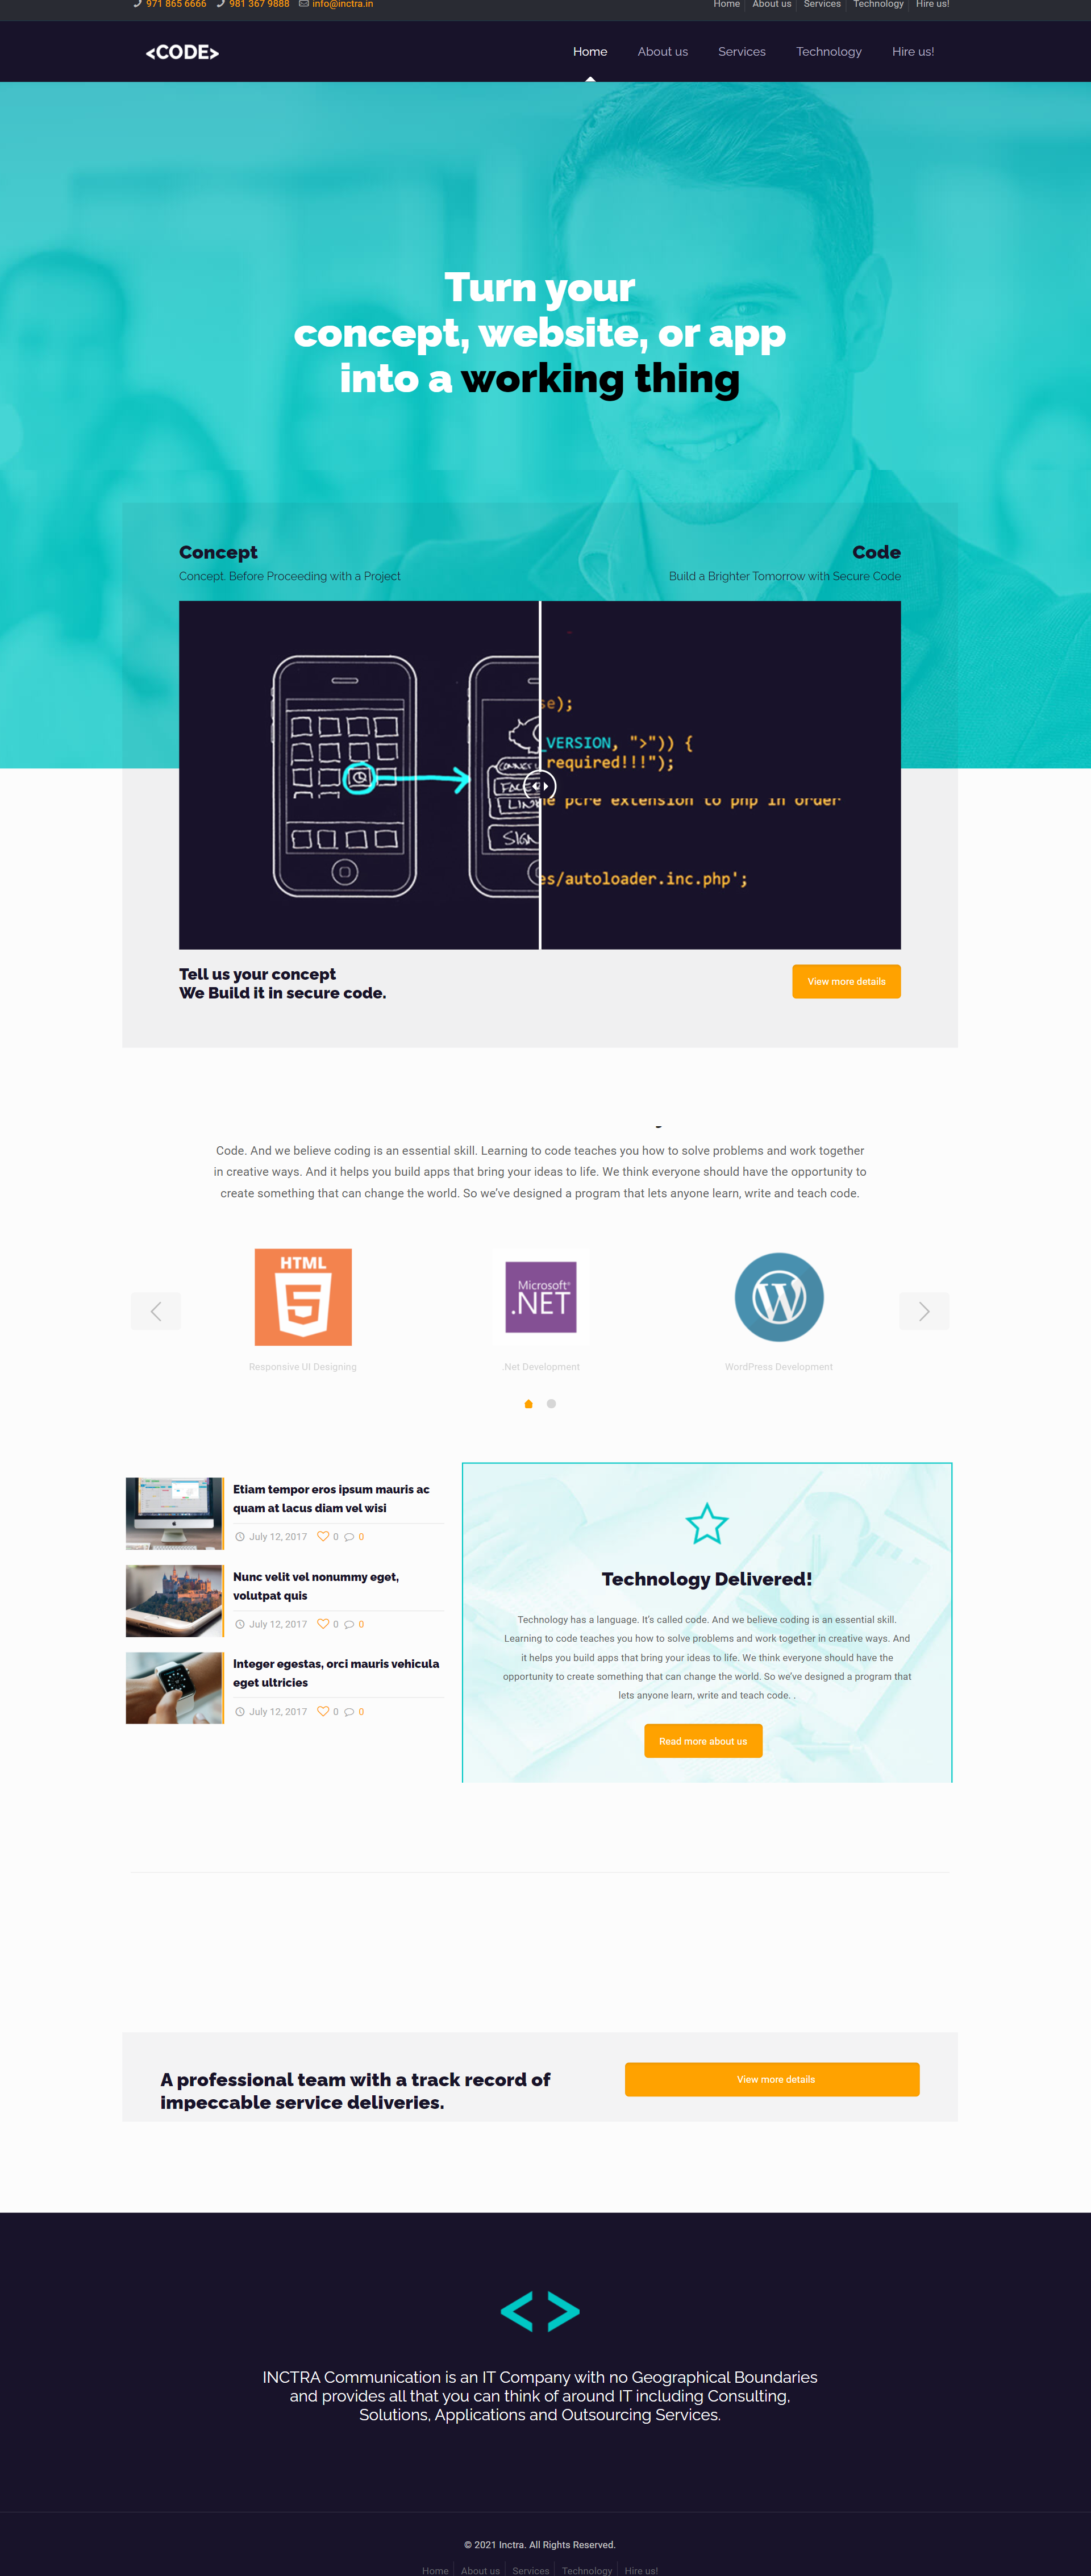 971 865 6666 981 367 9888 info@inctra.in Home About us Services Technology Hire us!
<CODE> Home About us Services Technology Hire us!
Turn your
concept, website, or app
into a working thing
Concept
Concept. Before Proceeding with a Project
Code
Build a Brighter Tomorrow with Secure Code
se);
VERSION, ">")) {
required!!!");
pcre extension to php in order
es/autoloader.inc.php';
FACE
LIN
SIGN
Tell us your concept
We Build it in secure code.
View more details
Code. And we believe coding is an essential skill. Learning to code teaches you how to solve problems and work together
in creative ways. And it helps you build apps that bring your ideas to life. We think everyone should have the opportunity to
create something that can change the world. So we've designed a program that lets anyone learn, write and teach code.
HTML
5
Responsive UI Designing
Microsoft®
.NET
.Net Development
W
WordPress Development
Etiam tempor eros ipsum mauris ac
quam at lacus diam vel wisi
July 12, 2017 0 0
Nunc velit vel nonummy eget,
volutpat quis
July 12, 2017 0 0
Integer egestas, orci mauris vehicula
eget ultricies
July 12, 2017 0 0
Technology Delivered!
Technology has a language. It's called code. And we believe coding is an essential skill.
Learning to code teaches you how to solve problems and work together in creative ways. And
it helps you build apps that bring your ideas to life. We think everyone should have the
opportunity to create something that can change the world. So we've designed a program that
lets anyone learn, write and teach code. .
Read more about us
A professional team with a track record of
impeccable service deliveries.
View more details
< >
INCTRA Communication is an IT Company with no Geographical Boundaries
and provides all that you can think of around IT including Consulting,
Solutions, Applications and Outsourcing Services.
© 2021 Inctra. All Rights Reserved.
Home About us Services Technology Hire us!